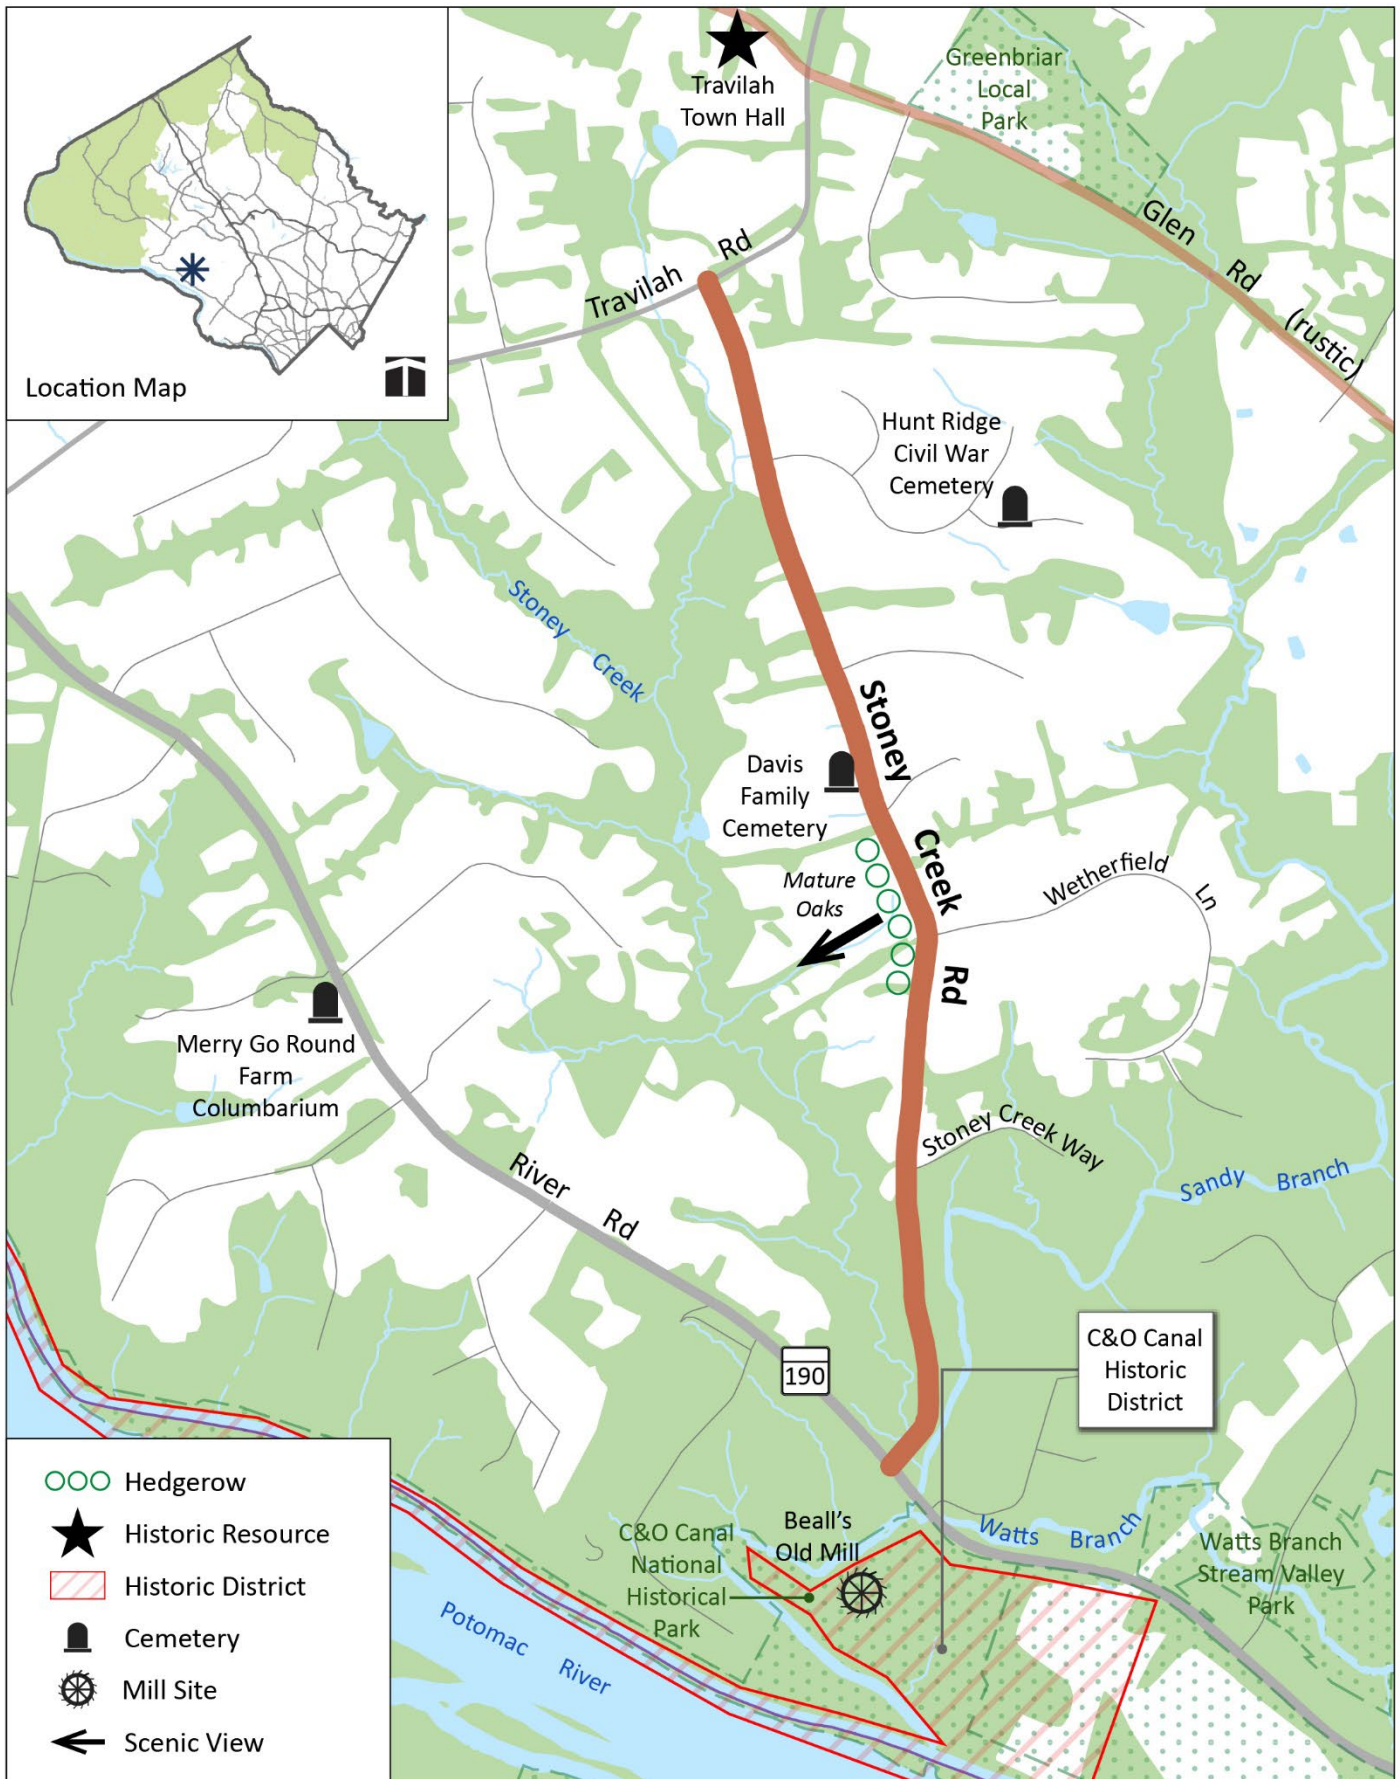 Location Map
Travilah
Town Hall
Greenbriar
Local
Park
Glen Rd (rustic)
Travilah Rd
Hunt Ridge
Civil War
Cemetery
Stoney Creek
Stoney Creek Rd
Davis
Family
Cemetery
Mature
Oaks
Wetherfield Ln
Merry Go Round
Farm
Columbarium
Stoney Creek Way
River Rd
Sandy Branch
C&O Canal
Historic
District
190
Watts Branch
Beall's
Old Mill
C&O Canal
National
Historical
Park
Watts Branch
Stream Valley
Park
Potomac River
Hedgerow
Historic Resource
Historic District
Cemetery
Mill Site
Scenic View